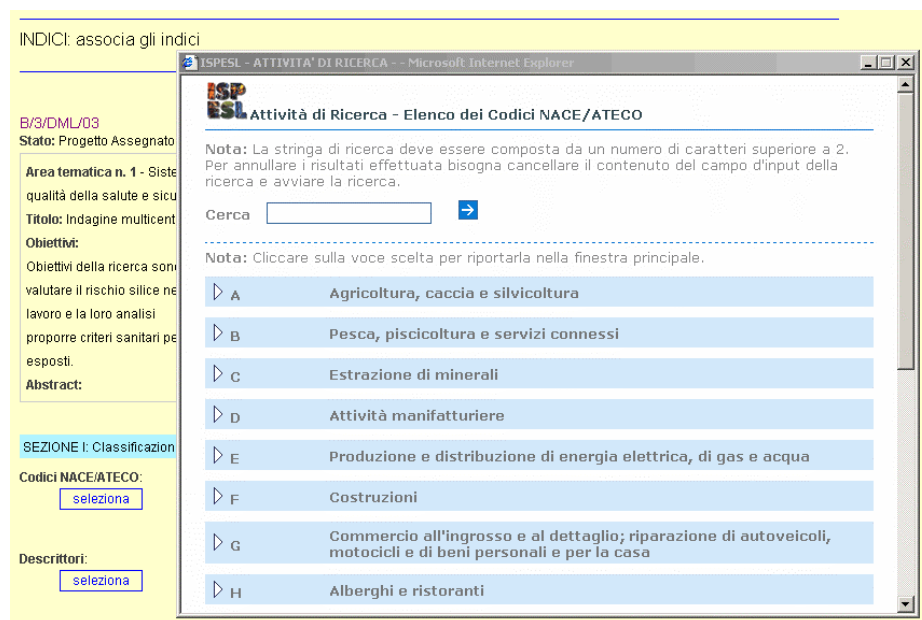 INDICI: associa gli indici
B/3/DML/03
Stato: Progetto Assegnato
Area tematica n. 1 - Siste
qualità della salute e sicu
Titolo: Indagine multicent
Obiettivi:
Obiettivi della ricerca son
valutare il rischio silice ne
lavoro e la loro analisi
proporre criteri sanitari pe
esposti.
Abstract:
SEZIONE I: Classificazion
Codici NACE/ATECO:
seleziona
Descrittori:
seleziona
ISPESL - ATTIVITA' DI RICERCA - - Microsoft Internet Explorer
ISP
ESL
Attività di Ricerca - Elenco dei Codici NACE/ATECO
Nota: La stringa di ricerca deve essere composta da un numero di caratteri superiore a 2.
Per annullare i risultati effettuata bisogna cancellare il contenuto del campo d'input della
ricerca e avviare la ricerca.
Cerca
Nota: Cliccare sulla voce scelta per riportarla nella finestra principale.
A Agricoltura, caccia e silvicoltura
B Pesca, piscicoltura e servizi connessi
C Estrazione di minerali
D Attività manifatturiere
E Produzione e distribuzione di energia elettrica, di gas e acqua
F Costruzioni
G Commercio all'ingrosso e al dettaglio; riparazione di autoveicoli,
motocicli e di beni personali e per la casa
H Alberghi e ristoranti